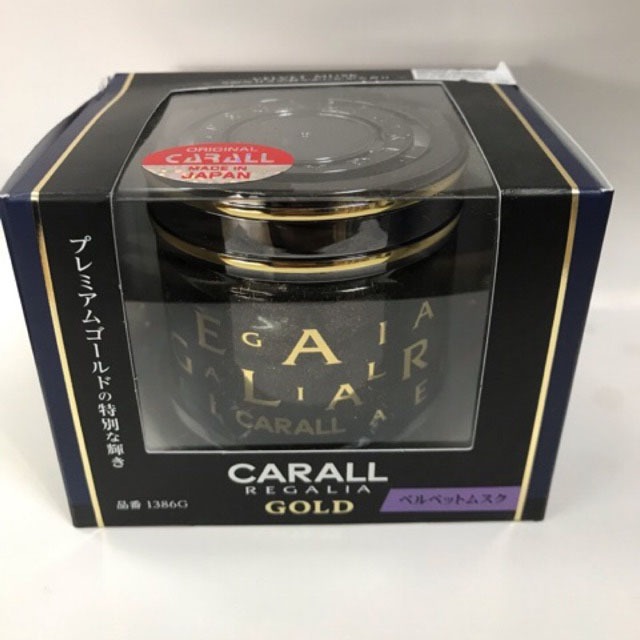 ORIGINAL
CARALL
MADE IN
JAPAN
プレミアムゴールドの特別な輝き
CARALL
CARALL
REGALIA
GOLD
品番 1386G
ベルベットムスク